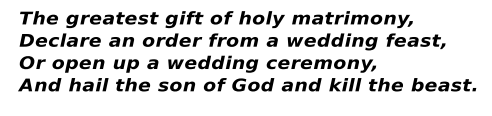 The greatest gift of holy matrimony,
Declare an order from a wedding feast,
Or open up a wedding ceremony,
And hail the son of God and kill the beast.